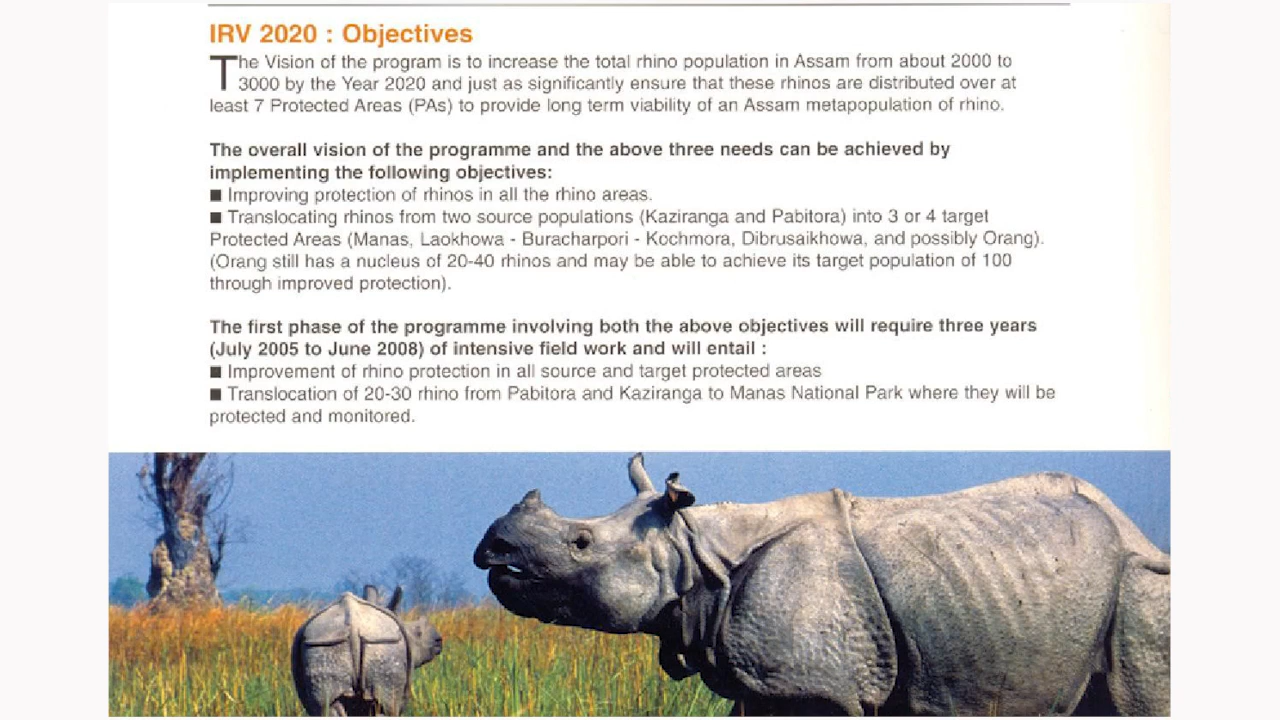 IRV 2020 : Objectives
The Vision of the program is to increase the total rhino population in Assam from about 2000 to
3000 by the Year 2020 and just as significantly ensure that these rhinos are distributed over at
least 7 Protected Areas (PAs) to provide long term viability of an Assam metapopulation of rhino.
The overall vision of the programme and the above three needs can be achieved by
implementing the following objectives:
■ Improving protection of rhinos in all the rhino areas.
■ Translocating rhinos from two source populations (Kaziranga and Pabitora) into 3 or 4 target
Protected Areas (Manas, Laokhowa - Buracharpori - Kochmora, Dibrusaikhowa, and possibly Orang).
(Orang still has a nucleus of 20-40 rhinos and may be able to achieve its target population of 100
through improved protection).
The first phase of the programme involving both the above objectives will require three years
(July 2005 to June 2008) of intensive field work and will entail :
■ Improvement of rhino protection in all source and target protected areas
■ Translocation of 20-30 rhino from Pabitora and Kaziranga to Manas National Park where they will be
protected and monitored.